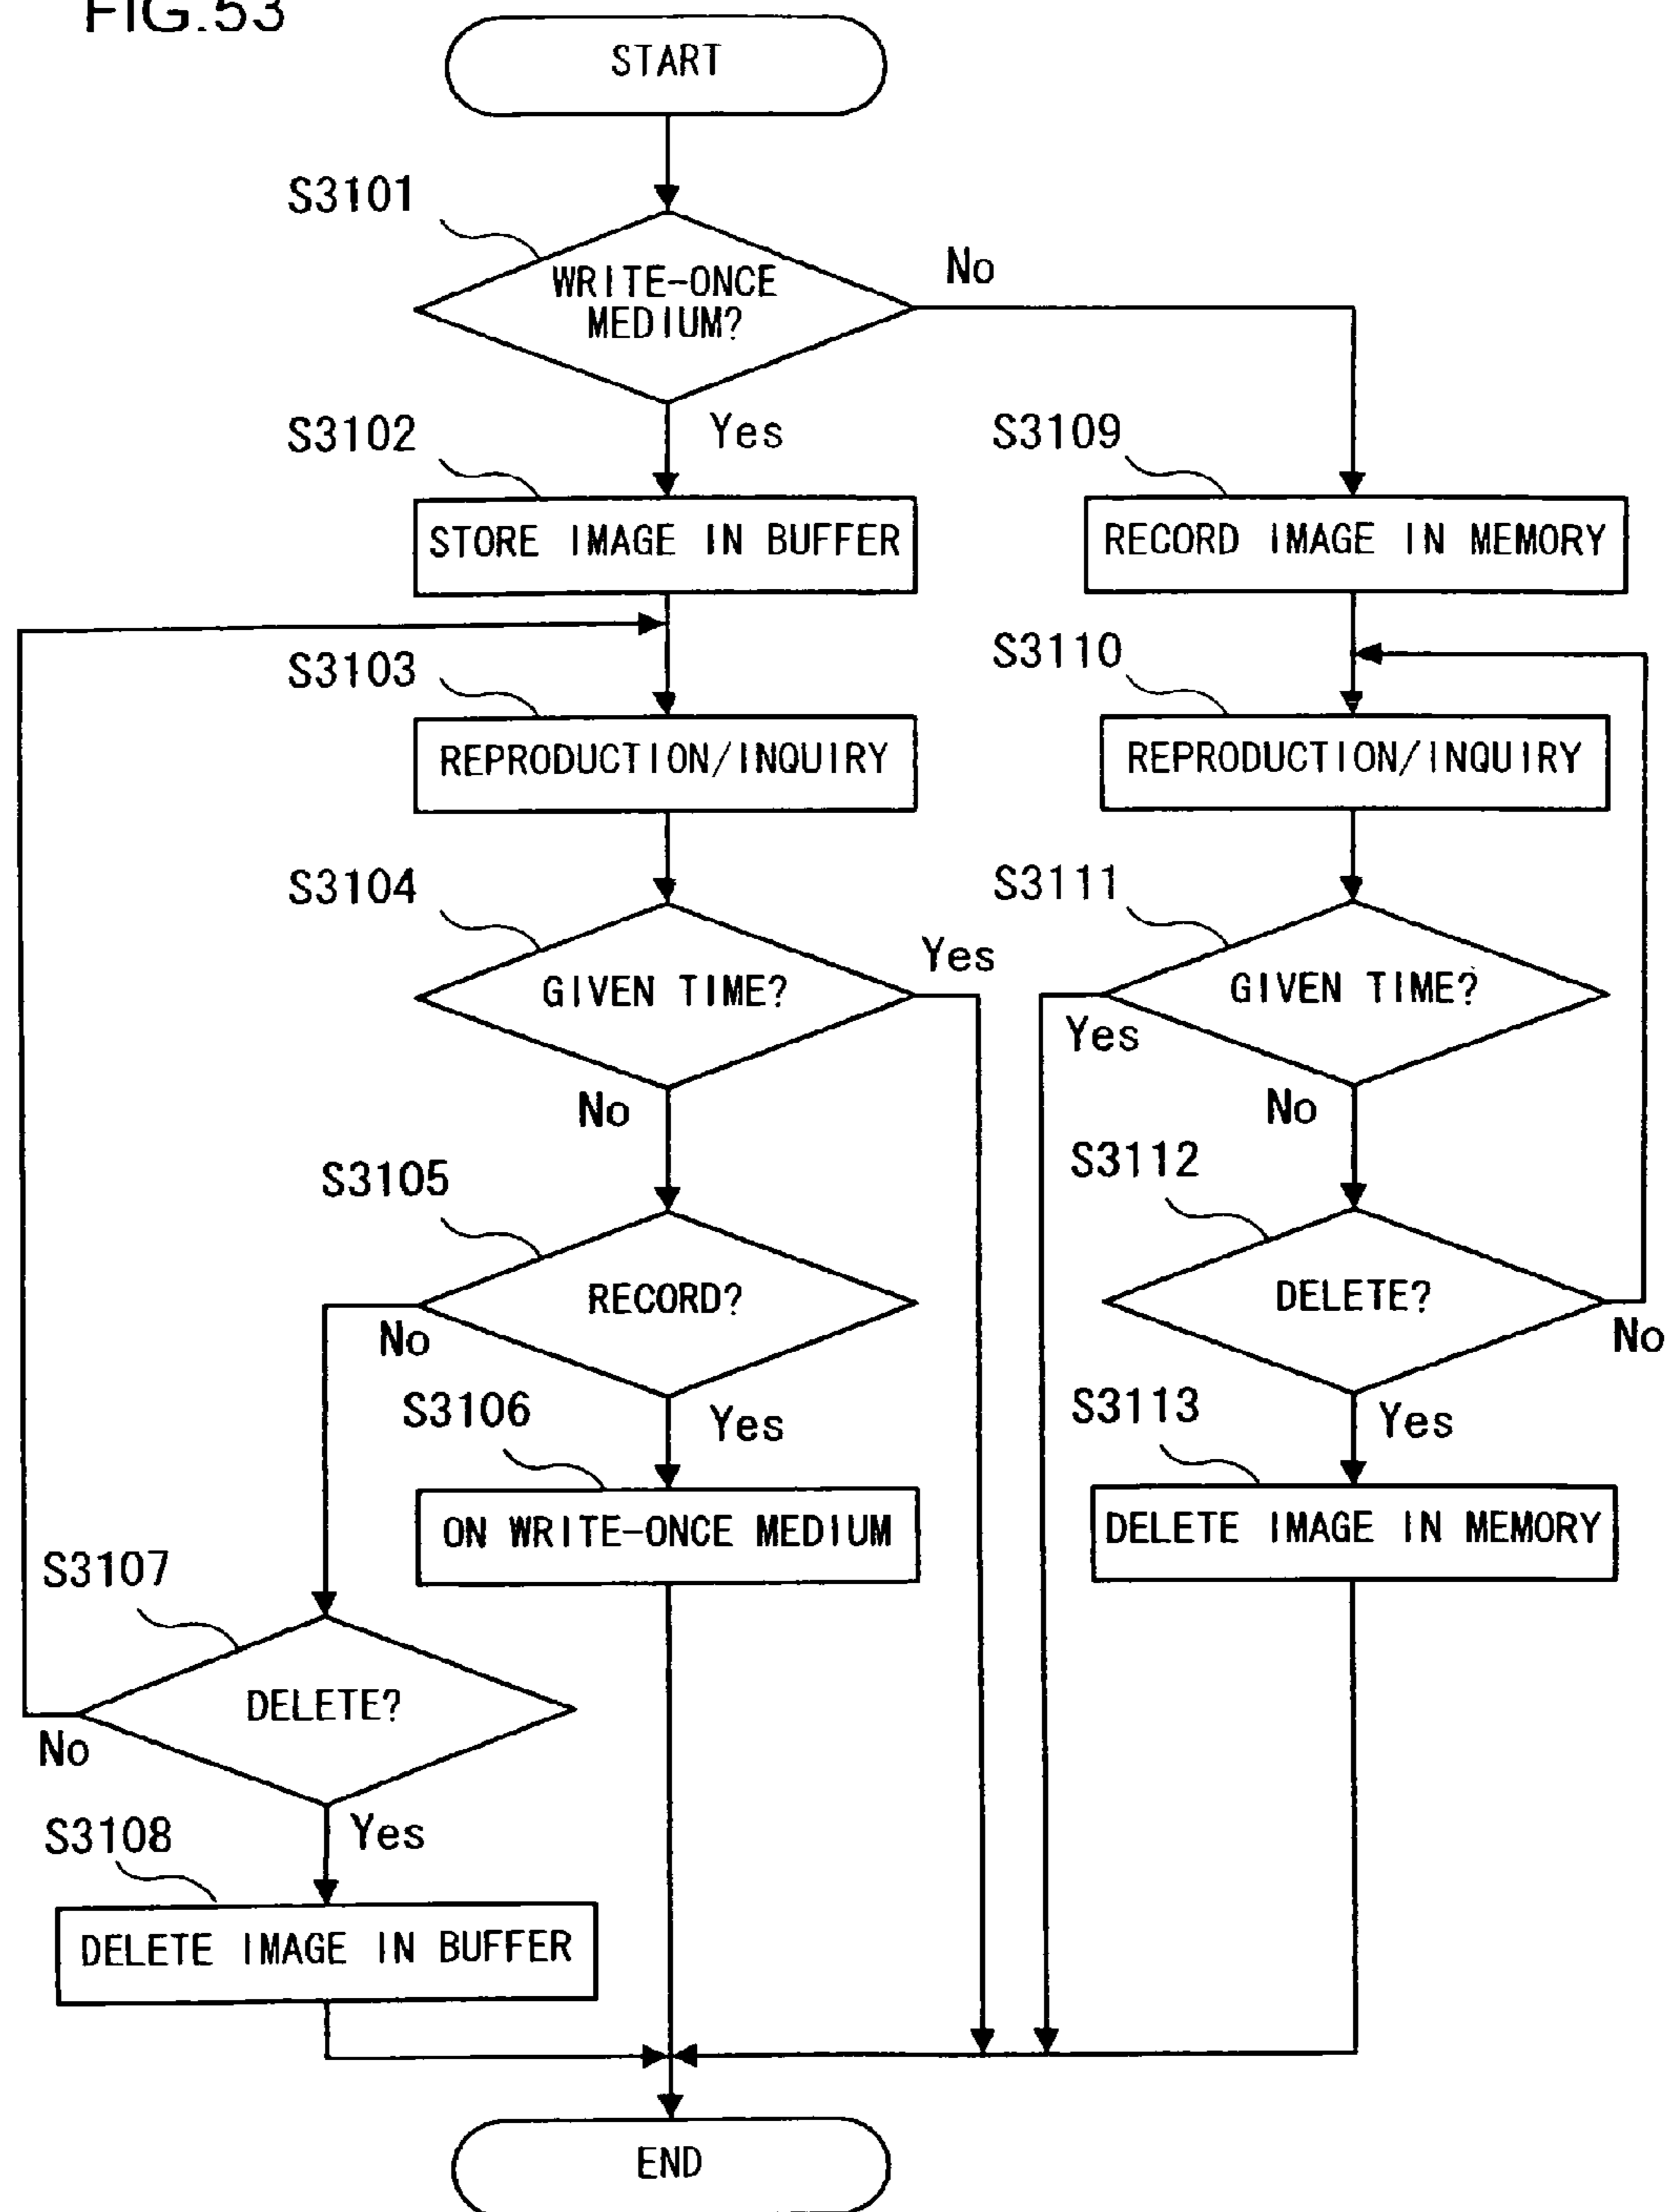 FIG.53
START
S3101
WRITE-ONCE
MEDIUM?
No
Yes
S3102
STORE IMAGE IN BUFFER
S3109
RECORD IMAGE IN MEMORY
S3103
REPRODUCTION/INQUIRY
S3110
REPRODUCTION/INQUIRY
S3104
GIVEN TIME?
Yes
No
S3111
GIVEN TIME?
Yes
No
S3105
RECORD?
No
Yes
S3112
DELETE?
No
Yes
S3106
ON WRITE-ONCE MEDIUM
S3113
DELETE IMAGE IN MEMORY
S3107
DELETE?
No
Yes
S3108
DELETE IMAGE IN BUFFER
END